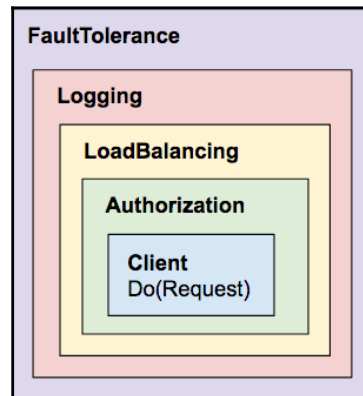 FaultTolerance
Logging
LoadBalancing
Authorization
Client
Do(Request)